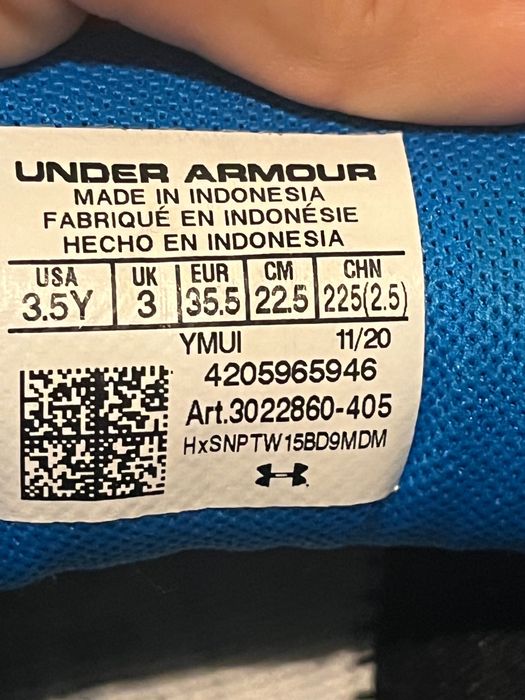 UNDER ARMOUR
MADE IN INDONESIA
FABRIQUÉ EN INDONÉSIE
HECHO EN INDONESIA
USA UK EUR CM CHN
3.5Y 3 35.5 22.5 225(2.5)
YMUI 11/20
4205965946
Art.3022860-405
HxSNPTW15BD9MDM